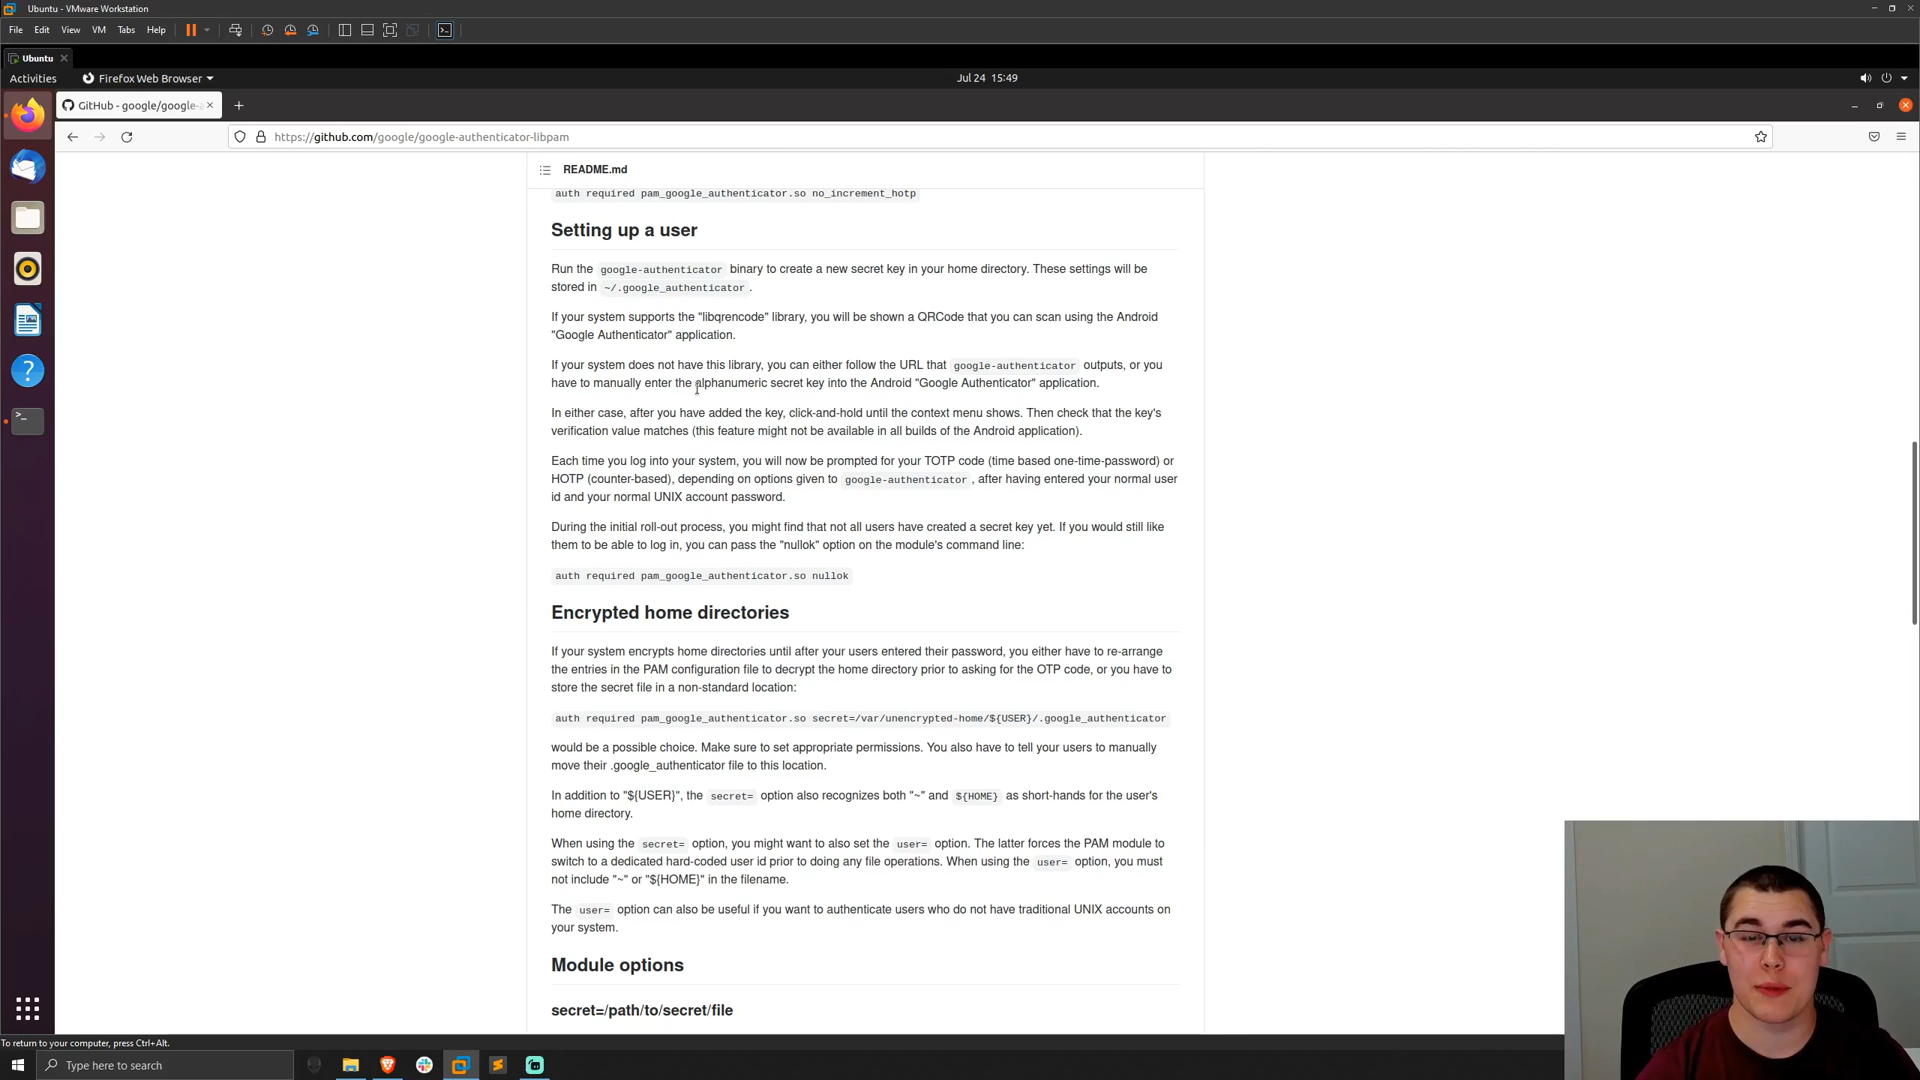 Ubuntu - VMware Workstation
File Edit View VM Tabs Help
Ubuntu
Activities Firefox Web Browser Jul 24 15:49
GitHub - google/google-a
https://github.com/google/google-authenticator-libpam
README.md
auth required pam_google_authenticator.so no_increment_hotp
Setting up a user
Run the google-authenticator binary to create a new secret key in your home directory. These settings will be
stored in ~/.google_authenticator .
If your system supports the "libqrencode" library, you will be shown a QRCode that you can scan using the Android
"Google Authenticator" application.
If your system does not have this library, you can either follow the URL that google-authenticator outputs, or you
have to manually enter the alphanumeric secret key into the Android "Google Authenticator" application.
In either case, after you have added the key, click-and-hold until the context menu shows. Then check that the key's
verification value matches (this feature might not be available in all builds of the Android application).
Each time you log into your system, you will now be prompted for your TOTP code (time based one-time-password) or
HOTP (counter-based), depending on options given to google-authenticator , after having entered your normal user
id and your normal UNIX account password.
During the initial roll-out process, you might find that not all users have created a secret key yet. If you would still like
them to be able to log in, you can pass the "nullok" option on the module's command line:
auth required pam_google_authenticator.so nullok
Encrypted home directories
If your system encrypts home directories until after your users entered their password, you either have to re-arrange
the entries in the PAM configuration file to decrypt the home directory prior to asking for the OTP code, or you have to
store the secret file in a non-standard location:
auth required pam_google_authenticator.so secret=/var/unencrypted-home/${USER}/.google_authenticator
would be a possible choice. Make sure to set appropriate permissions. You also have to tell your users to manually
move their .google_authenticator file to this location.
In addition to "${USER}", the secret= option also recognizes both "~" and ${HOME} as short-hands for the user's
home directory.
When using the secret= option, you might want to also set the user= option. The latter forces the PAM module to
switch to a dedicated hard-coded user id prior to doing any file operations. When using the user= option, you must
not include "~" or "${HOME}" in the filename.
The user= option can also be useful if you want to authenticate users who do not have traditional UNIX accounts on
your system.
Module options
secret=/path/to/secret/file
To return to your computer, press Ctrl+Alt.
Type here to search